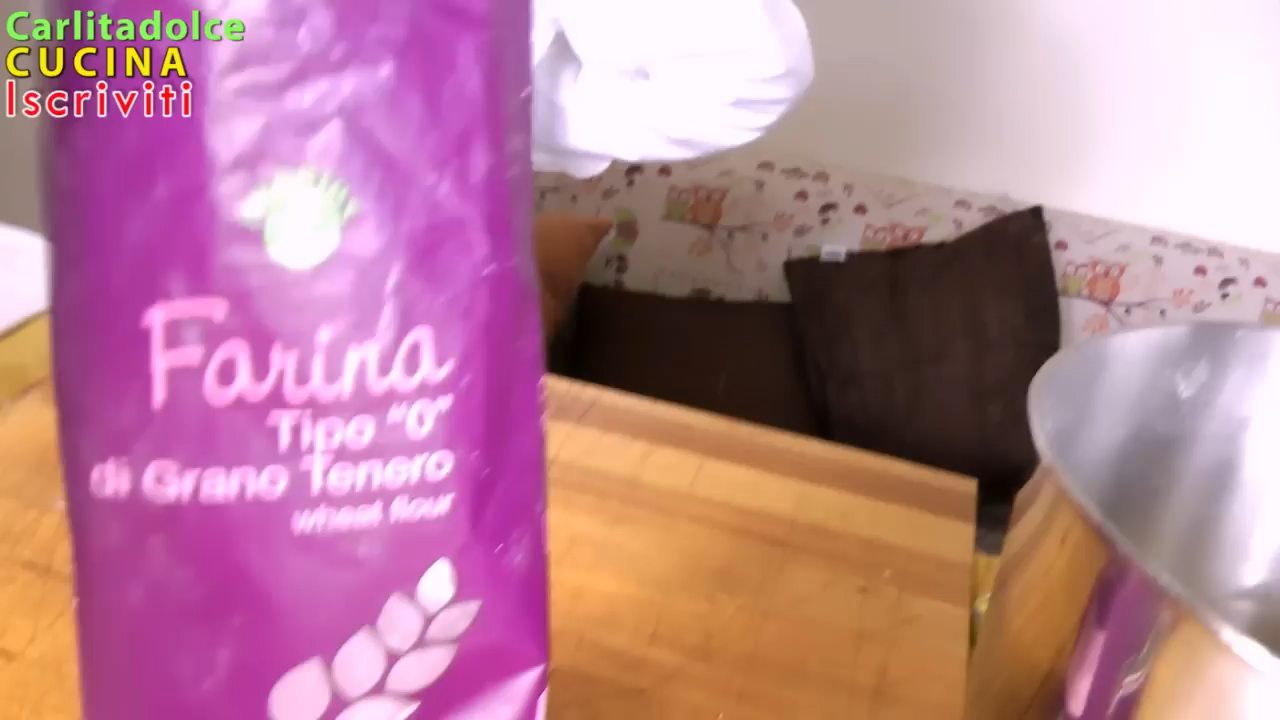 Carlitadolce
CUCINA
Iscriviti
Farina
Tipo "0"
di Grano Tenero
wheat flour